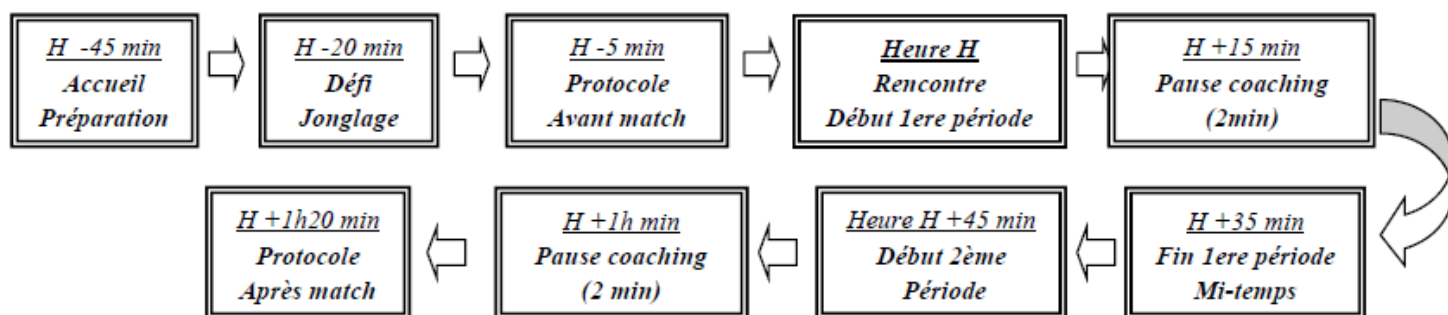 H -45 min
Accueil
Préparation
H -20 min
Défi
Jonglage
H -5 min
Protocole
Avant match
Heure H
Rencontre
Début 1ere période
H +15 min
Pause coaching
(2min)
H +35 min
Fin 1ere période
Mi-temps
Heure H +45 min
Début 2ème
Période
H +1h min
Pause coaching
(2 min)
H +1h20 min
Protocole
Après match